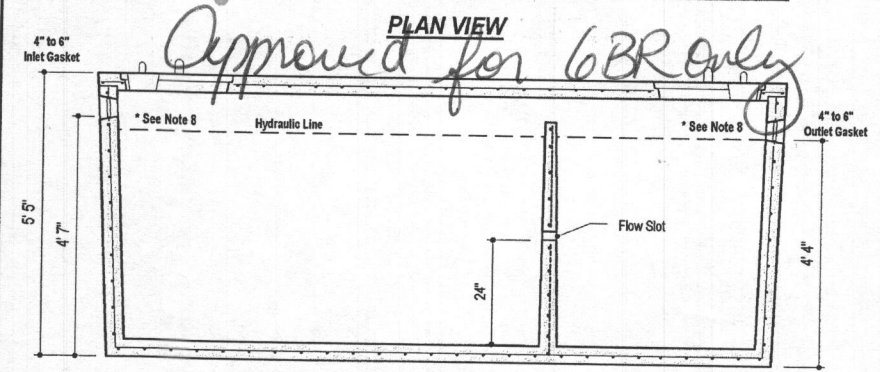 PLAN VIEW
Approved for 6BR only
4" to 6"
Inlet Gasket
* See Note 8
Hydraulic Line
* See Note 8
4" to 6"
Outlet Gasket
5' 5"
4' 7"
Flow Slot
24"
4' 4"